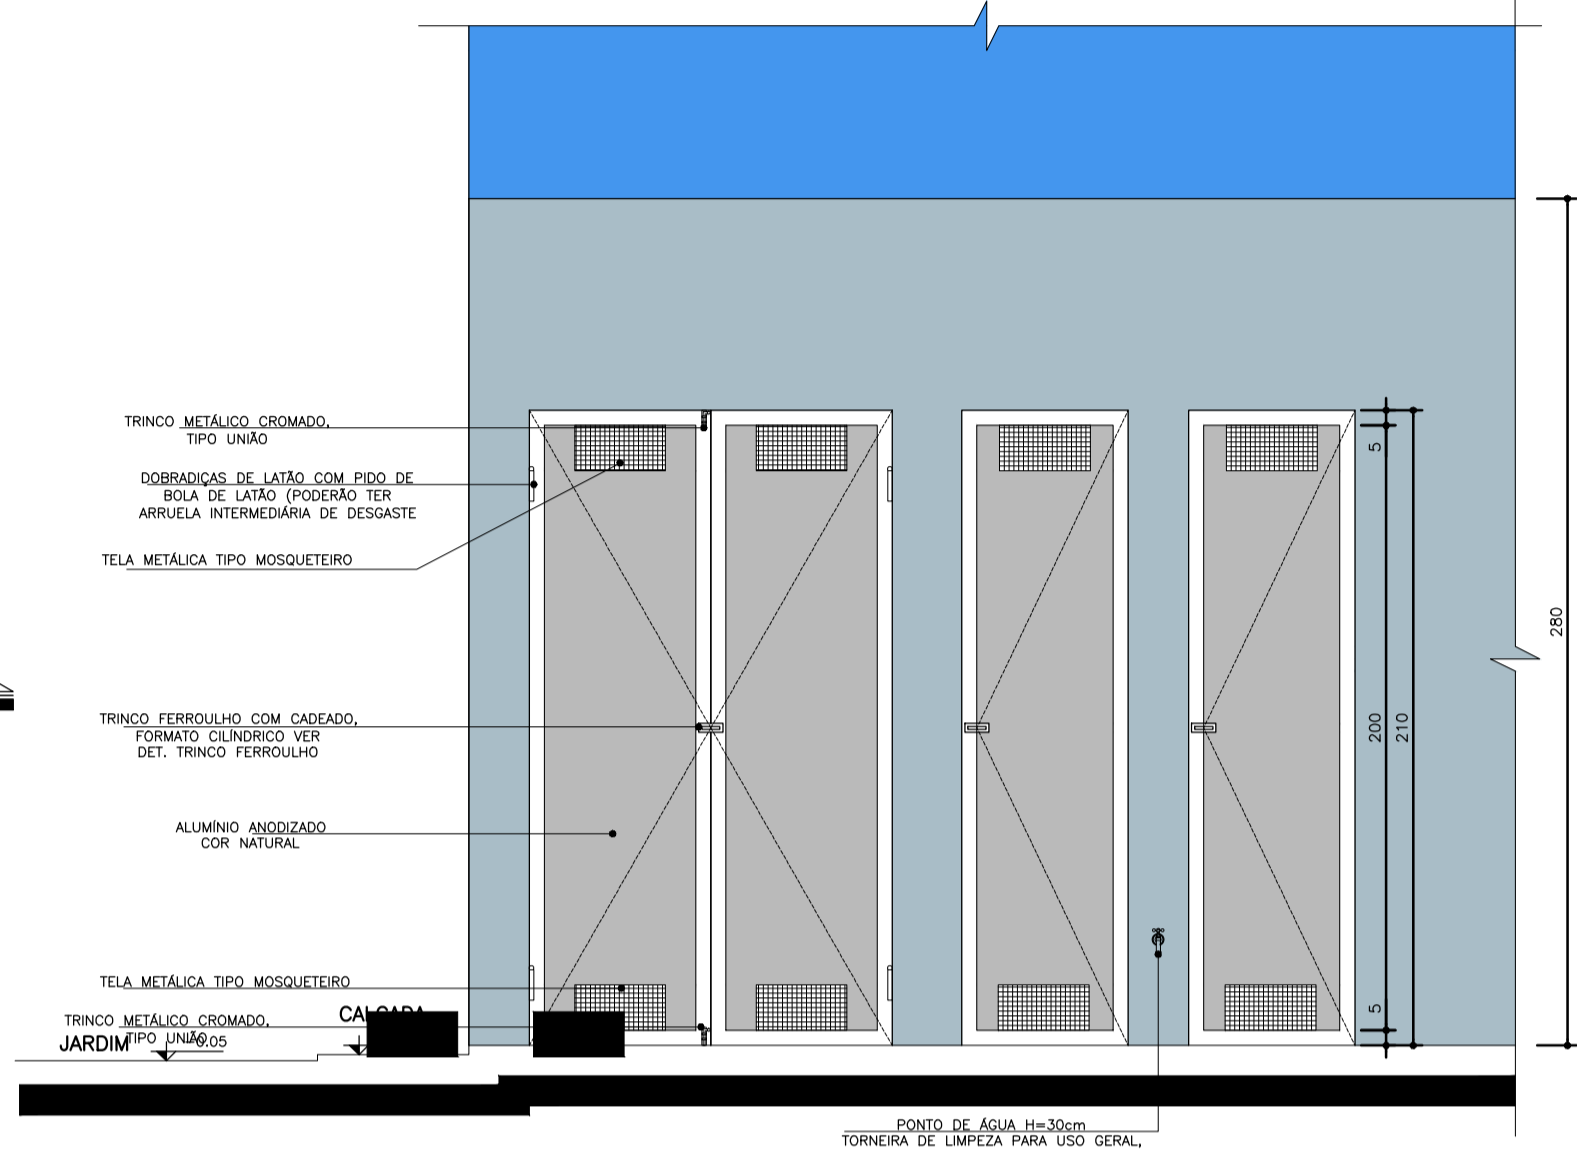 TRINCO METÁLICO CROMADO,
TIPO UNIÃO
DOBRADIÇAS DE LATÃO COM PIDO DE
BOLA DE LATÃO (PODERÃO TER
ARRUELA INTERMEDIÁRIA DE DESGASTE
TELA METÁLICA TIPO MOSQUETEIRO
TRINCO FERROULHO COM CADEADO,
FORMATO CILÍNDRICO VER
DET. TRINCO FERROULHO
ALUMÍNIO ANODIZADO
COR NATURAL
TELA METÁLICA TIPO MOSQUETEIRO
TRINCO METÁLICO CROMADO,
TIPO UNIÃO
CALÇADA
JARDIM
-0.05
5
200
210
5
280
PONTO DE ÁGUA H=30cm
TORNEIRA DE LIMPEZA PARA USO GERAL,